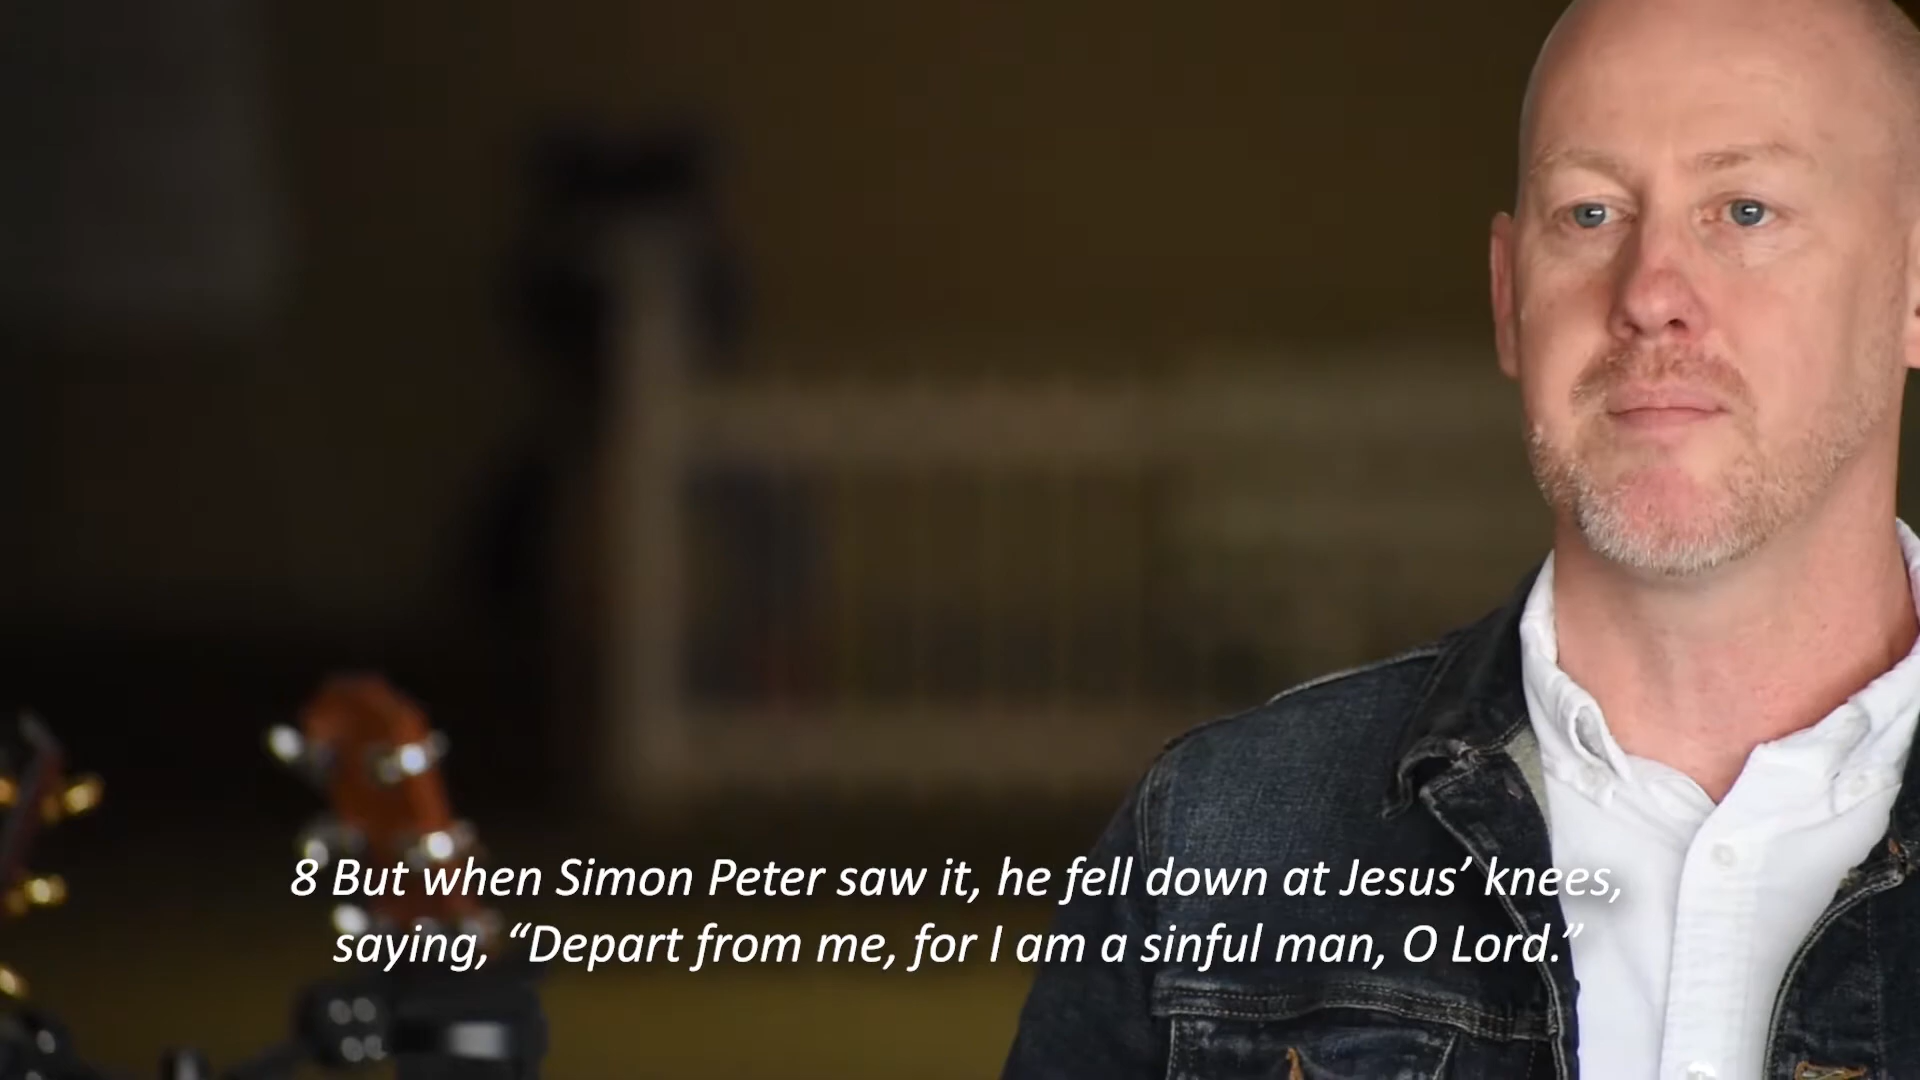 8 But when Simon Peter saw it, he fell down at Jesus’ knees,
saying, “Depart from me, for I am a sinful man, O Lord.”